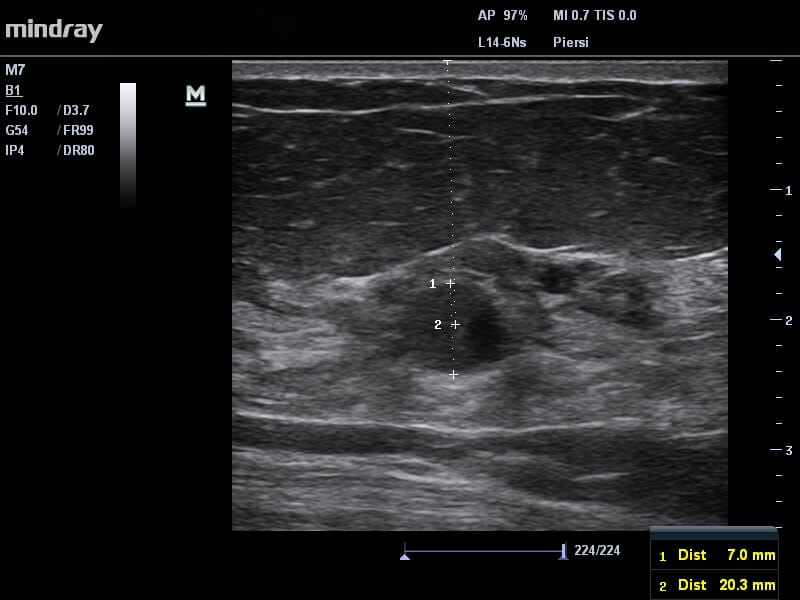 mindray
AP 97% MI 0.7 TIS 0.0
L14-6Ns Piersi
M7
B1
F10.0 /D3.7
G54 /FR99
IP4 /DR80
M
1
1
2
2
3
224/224
1 Dist 7.0 mm
2 Dist 20.3 mm